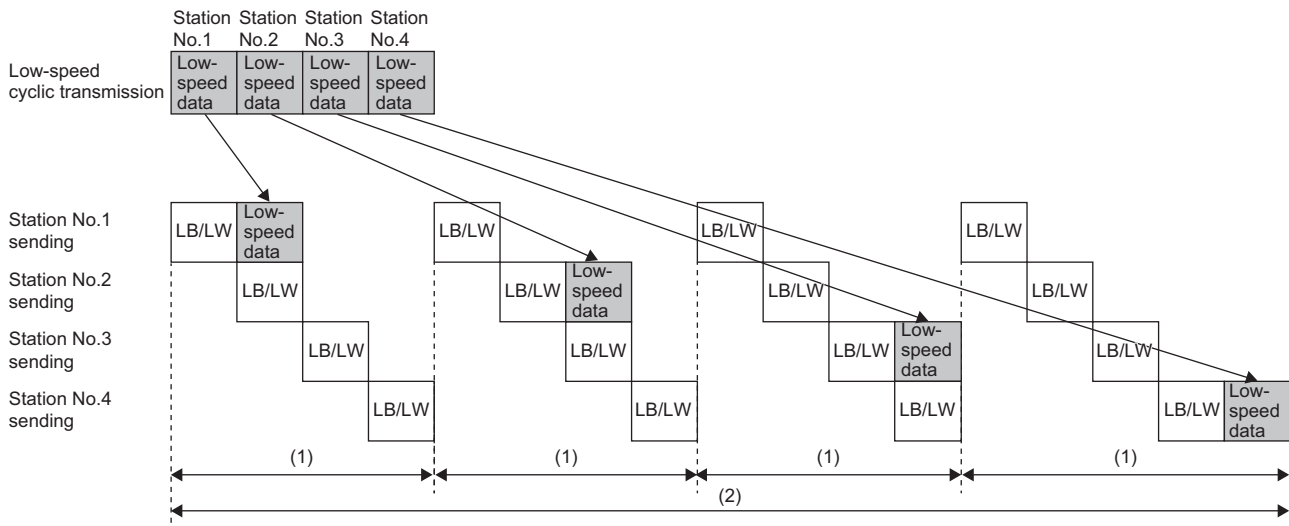 Station Station Station Station
No.1 No.2 No.3 No.4
Low-speed
cyclic transmission
Low-
speed
data
Low-
speed
data
Low-
speed
data
Low-
speed
data
Station No.1
sending
LB/LW
Low-
speed
data
LB/LW
LB/LW
LB/LW
Station No.2
sending
LB/LW
LB/LW
Low-
speed
data
LB/LW
LB/LW
Station No.3
sending
LB/LW
LB/LW
LB/LW
Low-
speed
data
LB/LW
Station No.4
sending
LB/LW
LB/LW
LB/LW
LB/LW
Low-
speed
data
(1) (1) (1) (1)
(2)